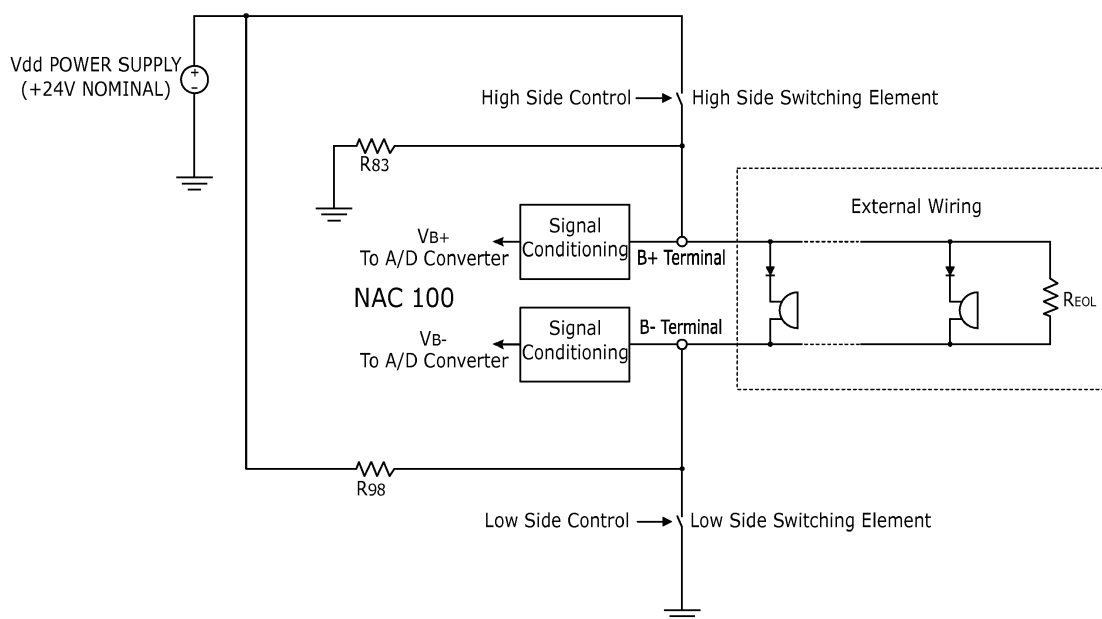 Vdd POWER SUPPLY
(+24V NOMINAL)
+
-
High Side Control
High Side Switching Element
R83
External Wiring
Signal
Conditioning
VB+
To A/D Converter
B+ Terminal
NAC 100
REOL
Signal
Conditioning
B- Terminal
VB-
To A/D Converter
R98
Low Side Control
Low Side Switching Element